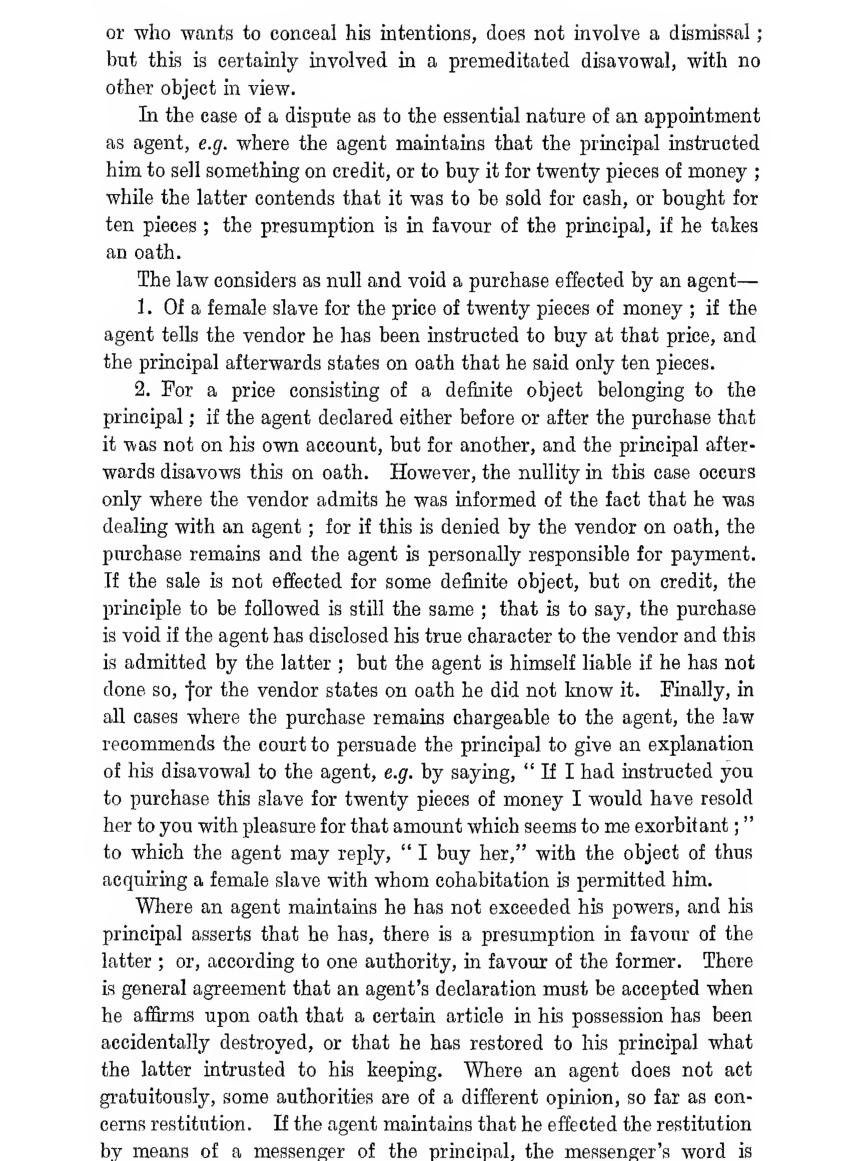 or who wants to conceal his intentions, does not involve a dismissal ;
but this is certainly involved in a premeditated disavowal, with no
other object in view.
In the case of a dispute as to the essential nature of an appointment
as agent, e.g. where the agent maintains that the principal instructed
him to sell something on credit, or to buy it for twenty pieces of money ;
while the latter contends that it was to be sold for cash, or bought for
ten pieces ; the presumption is in favour of the principal, if he takes
an oath.
The law considers as null and void a purchase effected by an agent—
1. Of a female slave for the price of twenty pieces of money ; if the
agent tells the vendor he has been instructed to buy at that price, and
the principal afterwards states on oath that he said only ten pieces.
2. For a price consisting of a definite object belonging to the
principal ; if the agent declared either before or after the purchase that
it was not on his own account, but for another, and the principal after-
wards disavows this on oath. However, the nullity in this case occurs
only where the vendor admits he was informed of the fact that he was
dealing with an agent ; for if this is denied by the vendor on oath, the
purchase remains and the agent is personally responsible for payment.
If the sale is not effected for some definite object, but on credit, the
principle to be followed is still the same ; that is to say, the purchase
is void if the agent has disclosed his true character to the vendor and this
is admitted by the latter ; but the agent is himself liable if he has not
done so, †or the vendor states on oath he did not know it. Finally, in
all cases where the purchase remains chargeable to the agent, the law
recommends the court to persuade the principal to give an explanation
of his disavowal to the agent, e.g. by saying, “ If I had instructed you
to purchase this slave for twenty pieces of money I would have resold
her to you with pleasure for that amount which seems to me exorbitant ; ”
to which the agent may reply, “ I buy her,” with the object of thus
acquiring a female slave with whom cohabitation is permitted him.
Where an agent maintains he has not exceeded his powers, and his
principal asserts that he has, there is a presumption in favour of the
latter ; or, according to one authority, in favour of the former. There
is general agreement that an agent’s declaration must be accepted when
he affirms upon oath that a certain article in his possession has been
accidentally destroyed, or that he has restored to his principal what
the latter intrusted to his keeping. Where an agent does not act
gratuitously, some authorities are of a different opinion, so far as con-
cerns restitution. If the agent maintains that he effected the restitution
by means of a messenger of the principal, the messenger’s word is